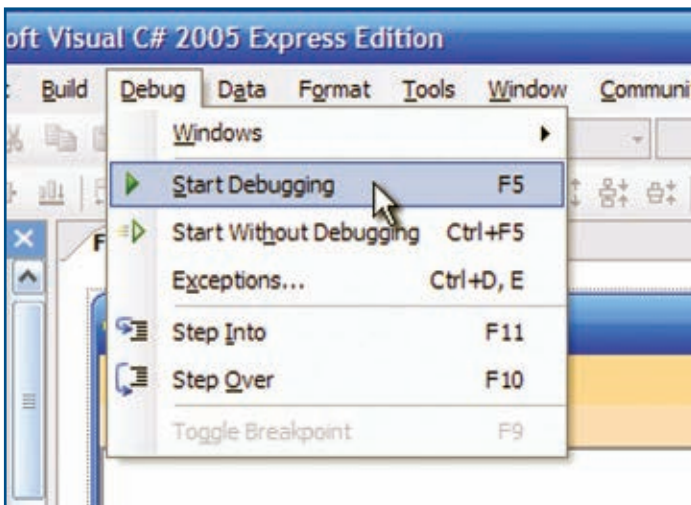 oft Visual C# 2005 Express Edition
Build Debug Data Format Tools Window Communi
Windows
Start Debugging F5
Start Without Debugging Ctrl+F5
Exceptions... Ctrl+D, E
Step Into F11
Step Over F10
Toggle Breakpoint F9
F